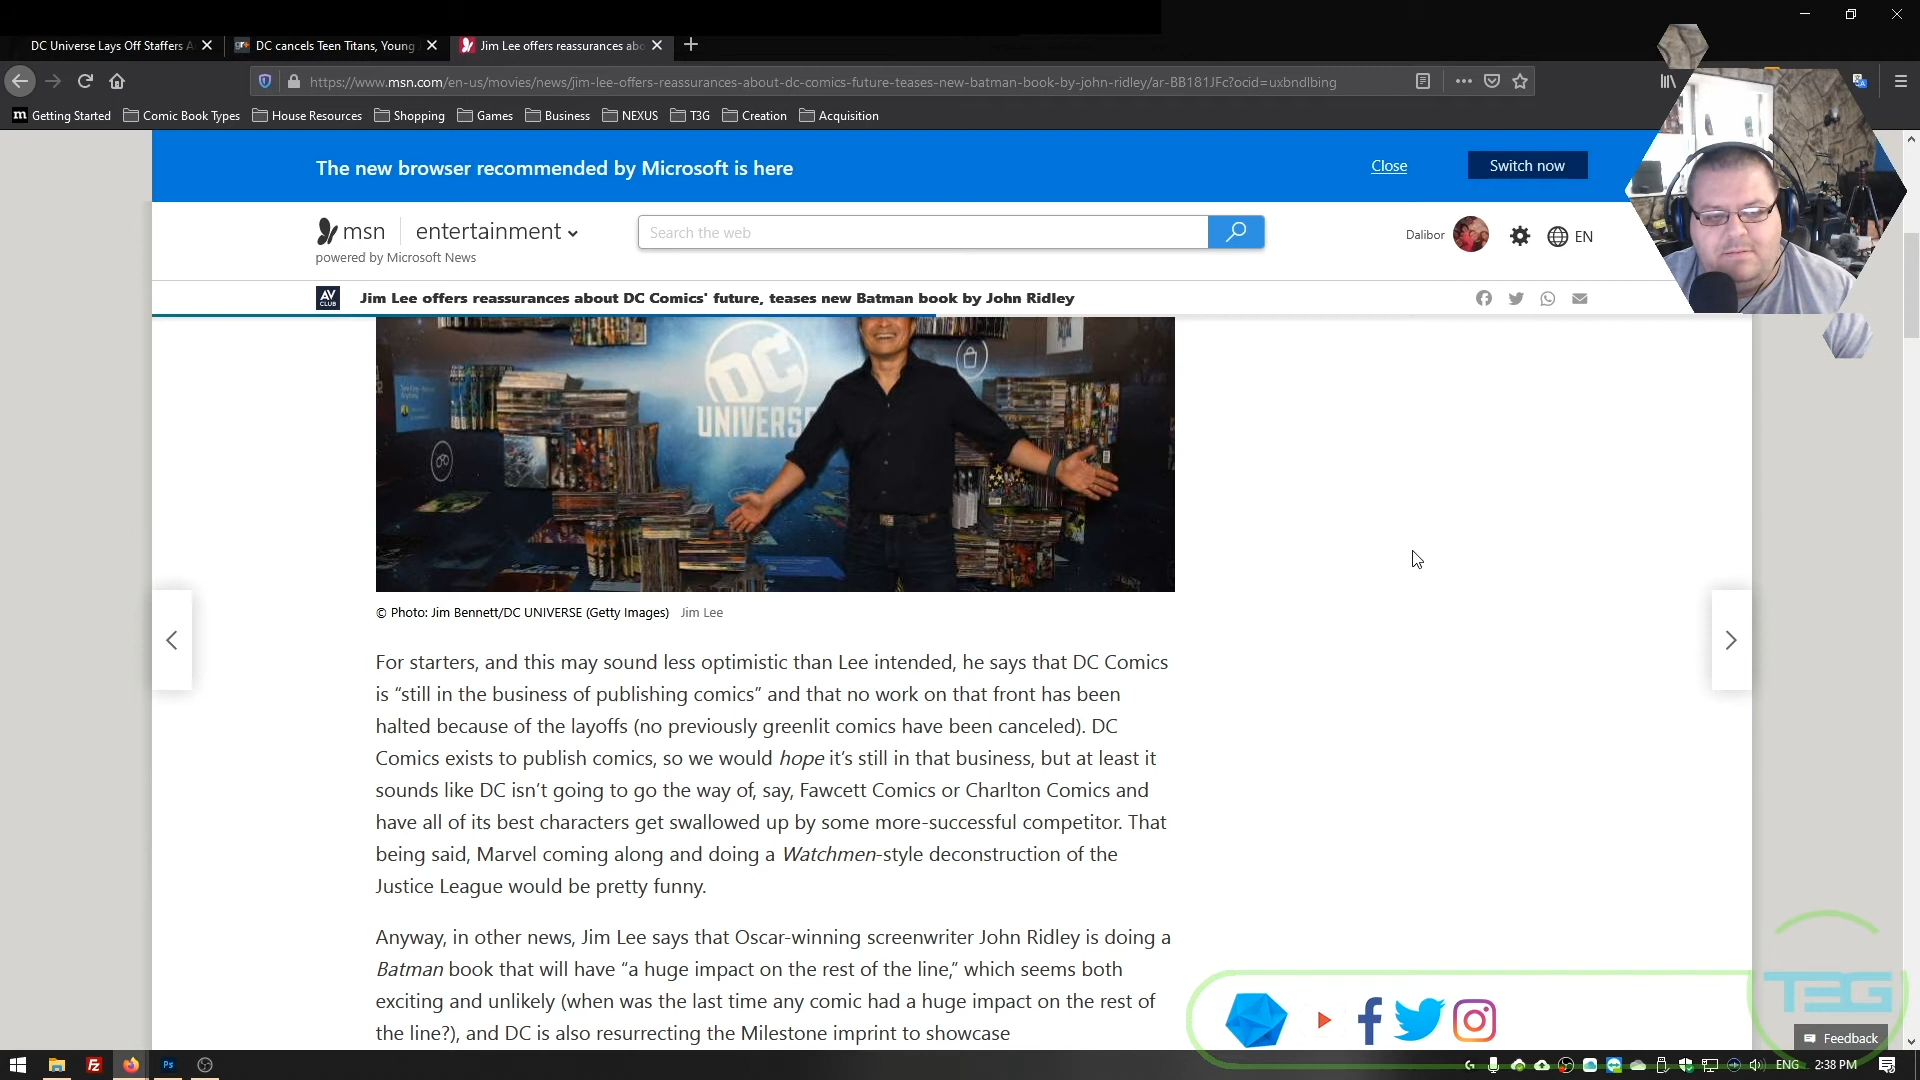 DC Universe Lays Off Staffers A
DC cancels Teen Titans, Young
Jim Lee offers reassurances abo
https://www.msn.com/en-us/movies/news/jim-lee-offers-reassurances-about-dc-comics-future-teases-new-batman-book-by-john-ridley/ar-BB181JFc?ocid=uxbndlbing
Getting Started Comic Book Types House Resources Shopping Games Business NEXUS T3G Creation Acquisition
The new browser recommended by Microsoft is here
Close
Switch now
msn entertainment
powered by Microsoft News
Search the web
Dalibor
EN
AV CLUB
Jim Lee offers reassurances about DC Comics' future, teases new Batman book by John Ridley
DC
UNIVERSE
© Photo: Jim Bennett/DC UNIVERSE (Getty Images) Jim Lee
For starters, and this may sound less optimistic than Lee intended, he says that DC Comics
is “still in the business of publishing comics” and that no work on that front has been
halted because of the layoffs (no previously greenlit comics have been canceled). DC
Comics exists to publish comics, so we would hope it’s still in that business, but at least it
sounds like DC isn’t going to go the way of, say, Fawcett Comics or Charlton Comics and
have all of its best characters get swallowed up by some more-successful competitor. That
being said, Marvel coming along and doing a Watchmen-style deconstruction of the
Justice League would be pretty funny.
Anyway, in other news, Jim Lee says that Oscar-winning screenwriter John Ridley is doing a
Batman book that will have “a huge impact on the rest of the line,” which seems both
exciting and unlikely (when was the last time any comic had a huge impact on the rest of
the line?), and DC is also resurrecting the Milestone imprint to showcase
T3G
Feedback
ENG 2:38 PM